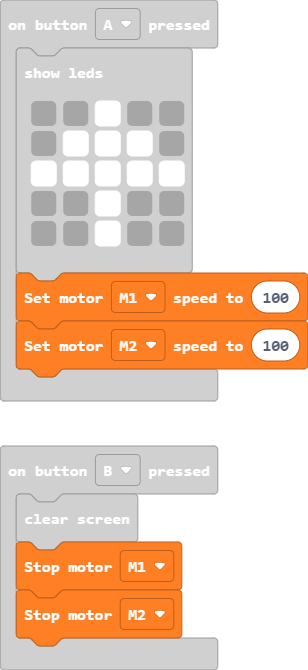 on button A pressed
show leds
Set motor M1 speed to 100
Set motor M2 speed to 100
on button B pressed
clear screen
Stop motor M1
Stop motor M2